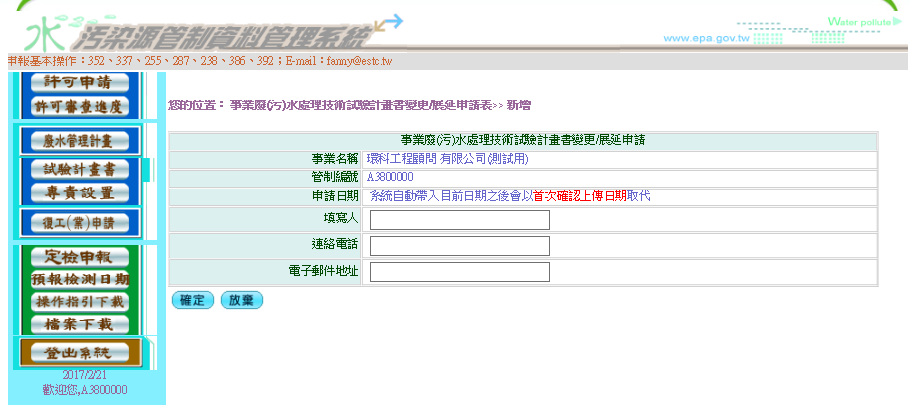 水污染源管制資料管理系統
Water pollute
www.epa.gov.tw
申報基本操作：352、337、255、287、238、386、392；E-mail：fanny@estc.tw
許可申請
許可審查進度
廢水管理計畫
試驗計畫書
專責設置
復工(業)申請
定檢申報
預報檢測日期
操作指引下載
檔案下載
登出系統
2017/2/21
歡迎您,A3800000
您的位置： 事業廢(污)水處理技術試驗計畫書變更/展延申請表>> 新增
事業廢(污)水處理技術試驗計畫書變更/展延申請
事業名稱 環科工程顧問 有限公司(測試用)
管制編號 A3800000
申請日期 系統自動帶入目前日期之後會以首次確認上傳日期取代
填寫人
連絡電話
電子郵件地址
確定 放棄